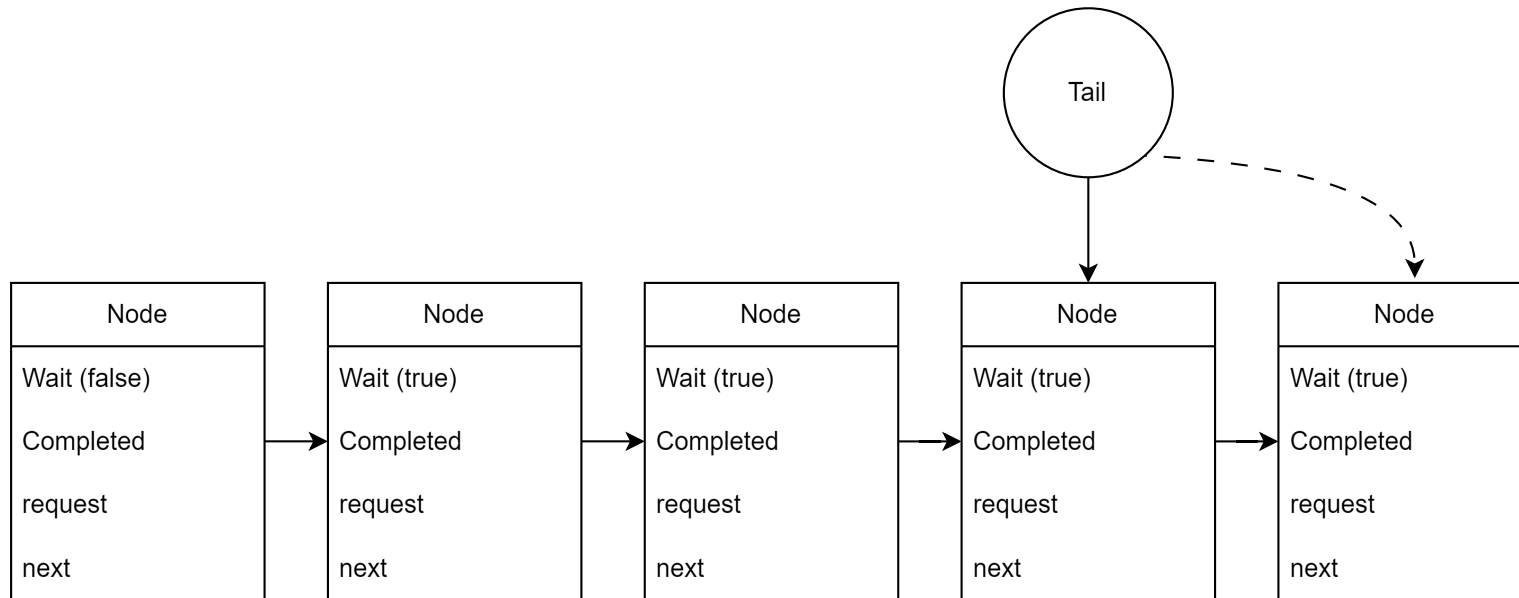 Tail
Node
Wait (false)
Completed
request
next
Node
Wait (true)
Completed
request
next
Node
Wait (true)
Completed
request
next
Node
Wait (true)
Completed
request
next
Node
Wait (true)
Completed
request
next